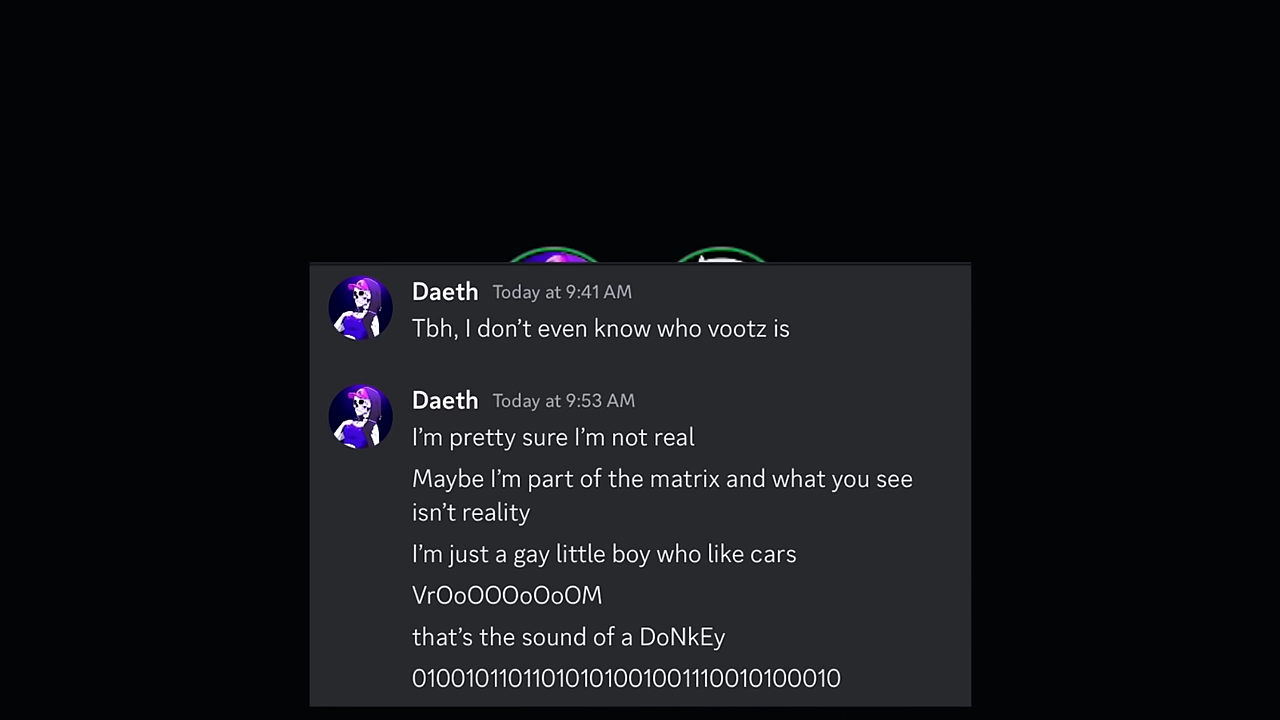 Daeth Today at 9:41 AM
Tbh, I don't even know who vootz is
Daeth Today at 9:53 AM
I'm pretty sure I'm not real
Maybe I'm part of the matrix and what you see
isn't reality
I'm just a gay little boy who like cars
VrOoOOOoOoOM
that's the sound of a DoNkEy
01001011011010101001001110010100010